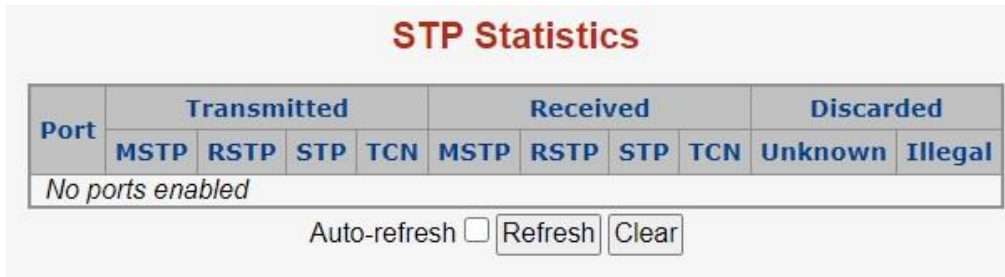 STP Statistics
Port Transmitted Received Discarded
MSTP RSTP STP TCN MSTP RSTP STP TCN Unknown Illegal
No ports enabled
Auto-refresh Refresh Clear